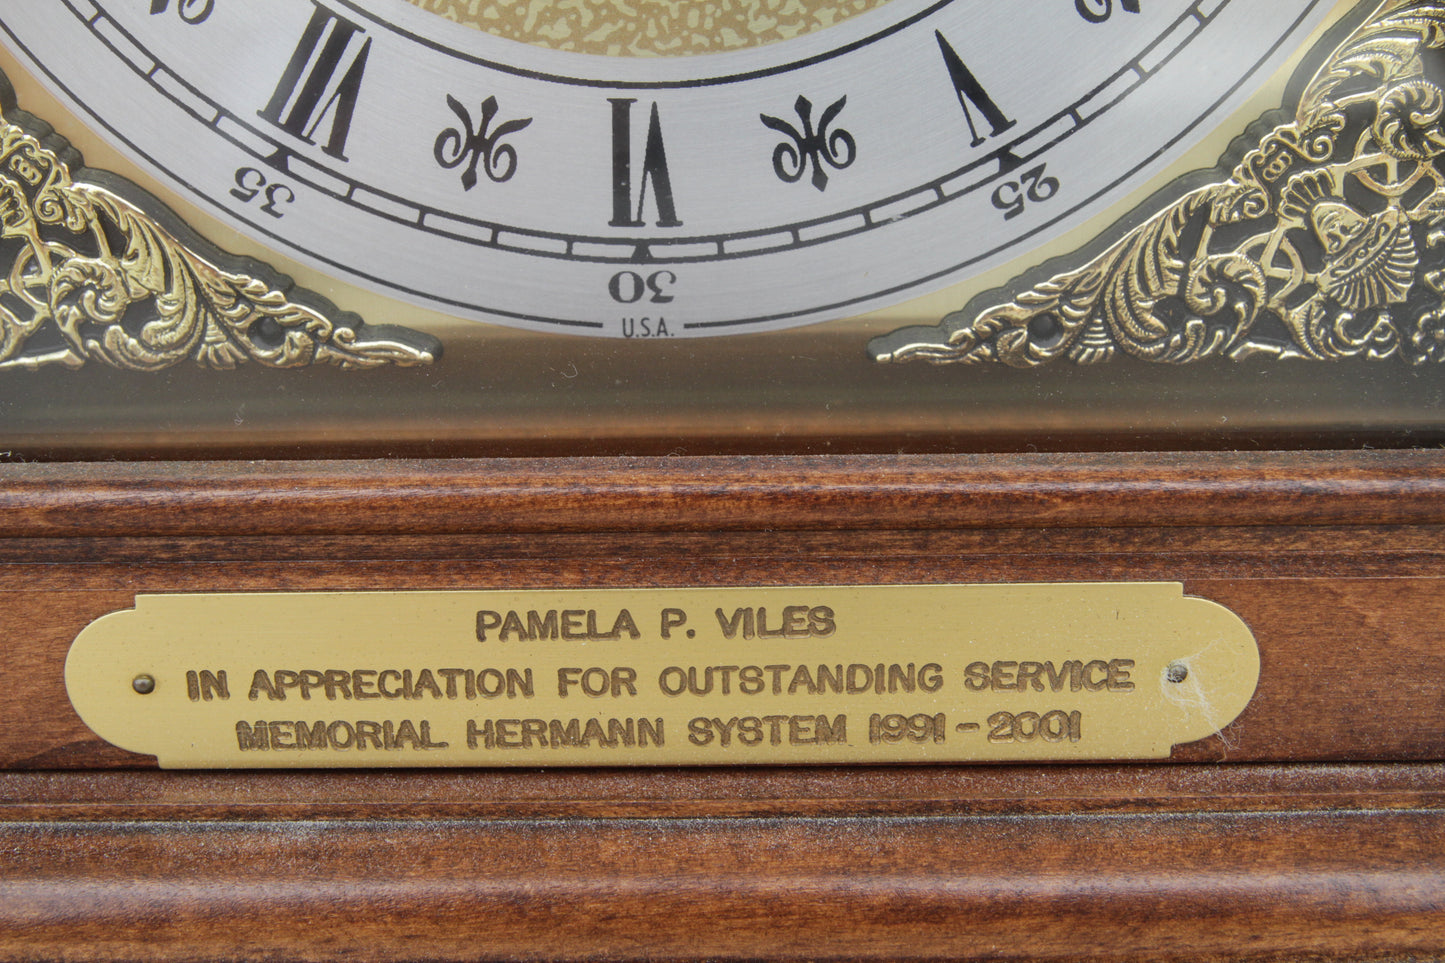 VII VI V
35 30 25
U.S.A.
PAMELA P. VILES
IN APPRECIATION FOR OUTSTANDING SERVICE
MEMORIAL HERMANN SYSTEM 1991-2001